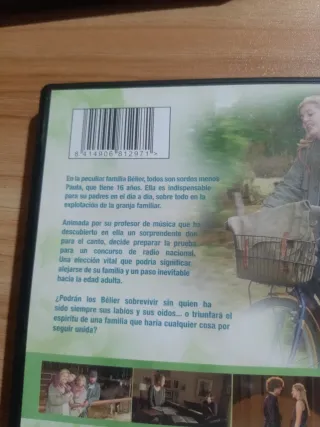 8 414906 812971 >
En la peculiar familia Bélier, todos son sordos menos
Paula, que tiene 16 años. Ella es indispensable
para su padres en el día a día, sobre todo en la
explotación de la granja familiar.
Animada por su profesor de música que ha
descubierto en ella un sorprendente don
para el canto, decide preparar la prueba
para un concurso de radio nacional.
Una elección vital que podría significar
alejarse de su familia y un paso inevitable
hacia la edad adulta.
¿Podrán los Bélier sobrevivir sin quien ha
sido siempre sus labios y sus oídos... o triunfará el
espíritu de una familia que haría cualquier cosa por
seguir unida?